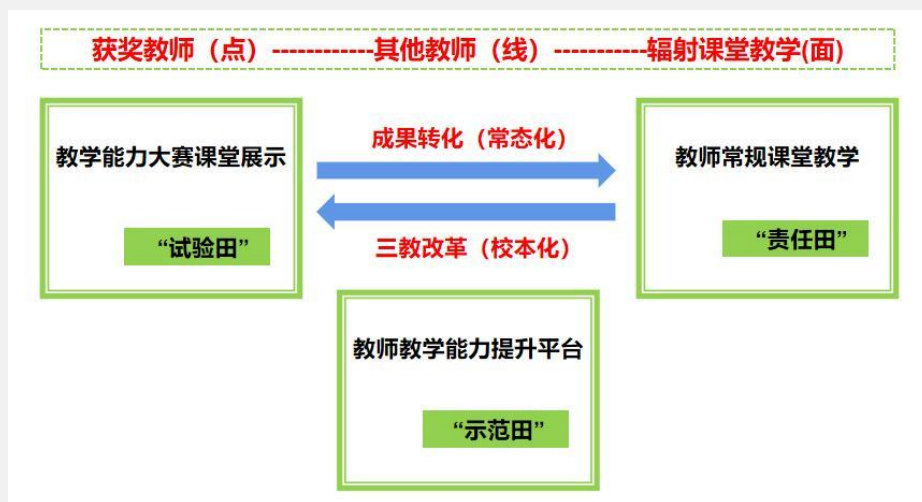 获奖教师（点）------------其他教师（线）-----------辐射课堂教学(面)
教学能力大赛课堂展示
“试验田”
成果转化（常态化）
三教改革（校本化）
教师常规课堂教学
“责任田”
教师教学能力提升平台
“示范田”